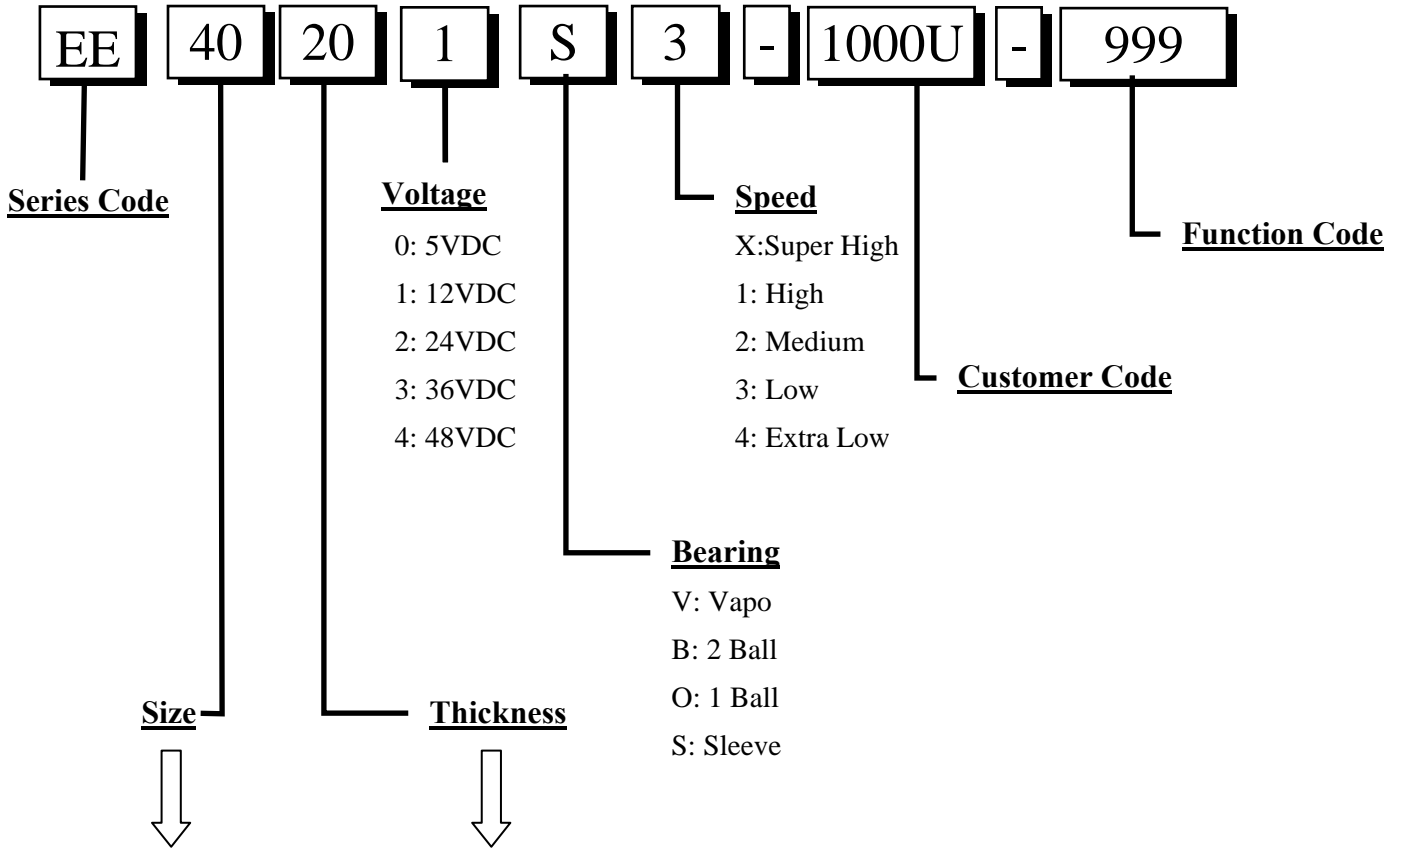 EE 40 20 1 S 3 - 1000U - 999
Series Code
Voltage
0: 5VDC
1: 12VDC
2: 24VDC
3: 36VDC
4: 48VDC
Speed
X:Super High
1: High
2: Medium
3: Low
4: Extra Low
Function Code
Customer Code
Bearing
V: Vapo
B: 2 Ball
O: 1 Ball
S: Sleeve
Size
Thickness